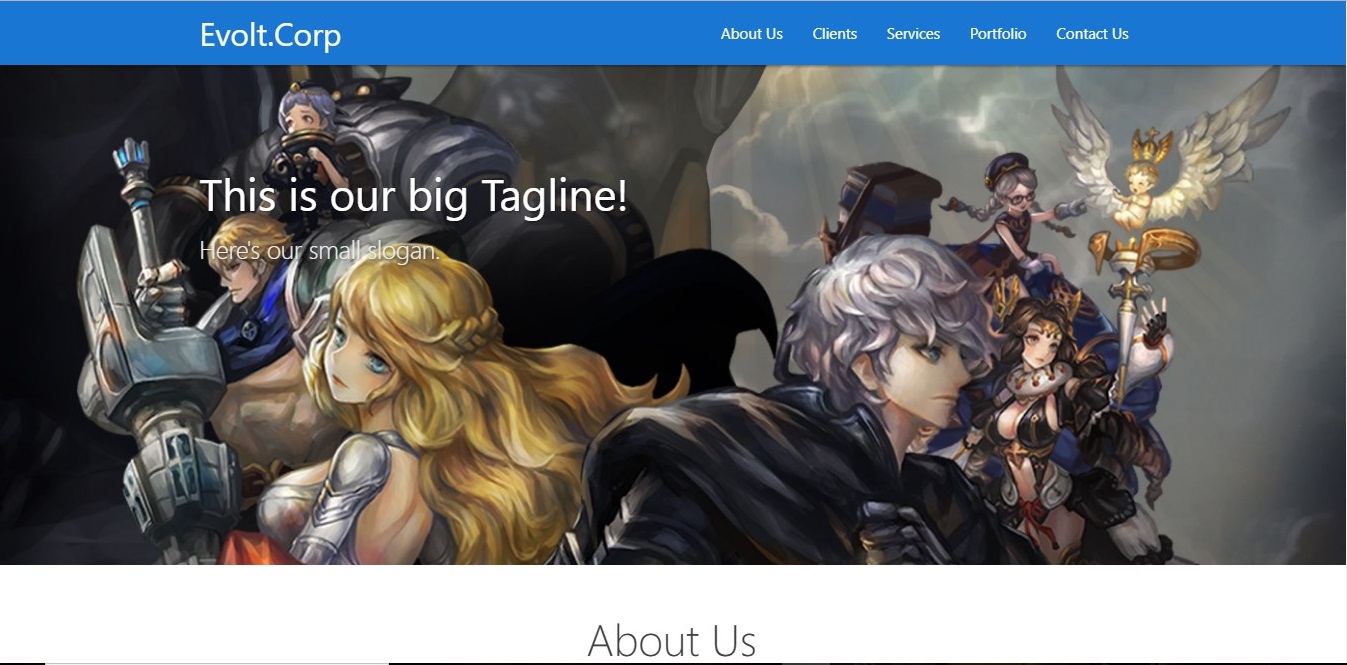 Evolt.Corp
About Us Clients Services Portfolio Contact Us
This is our big Tagline!
Here's our small slogan.
About Us